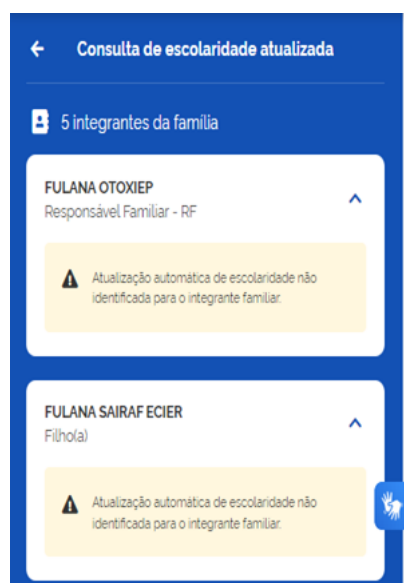 Consulta de escolaridade atualizada
5 integrantes da família
FULANA OTOXIEP
Responsável Familiar - RF
Atualização automática de escolaridade não
identificada para o integrante familiar.
FULANA SAIRAF ECIER
Filho(a)
Atualização automática de escolaridade não
identificada para o integrante familiar.